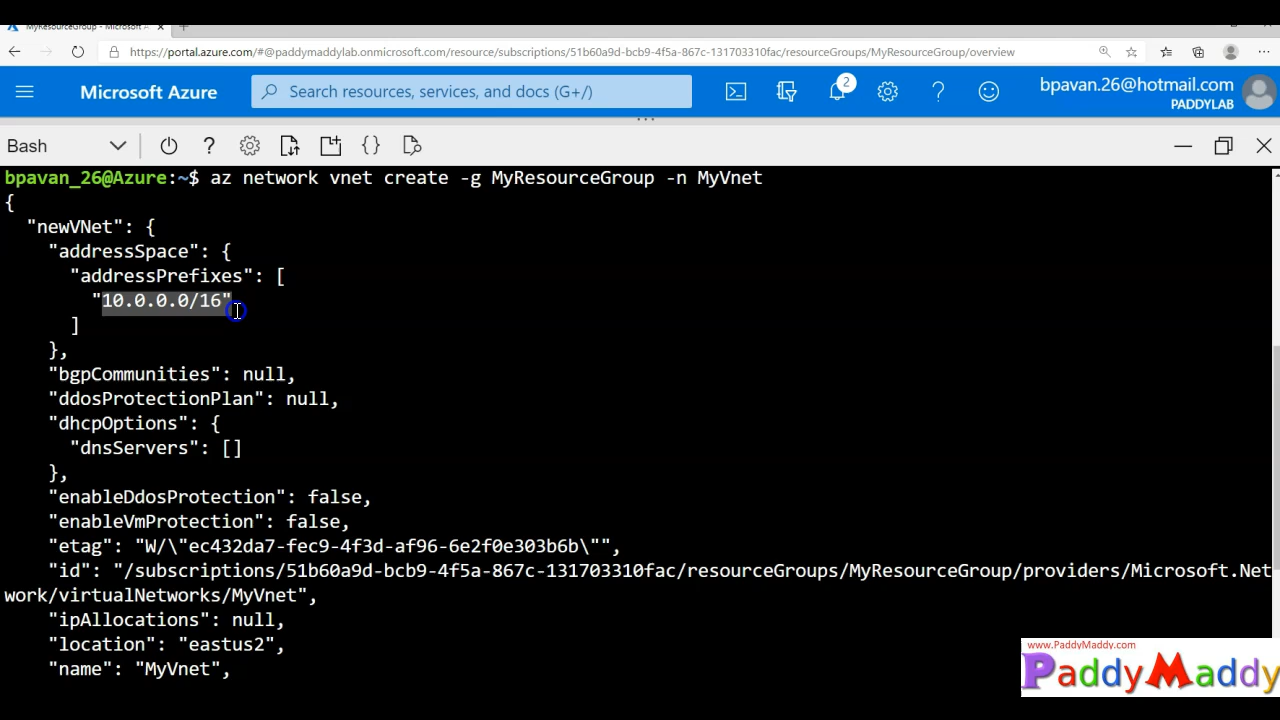 MyResourceGroup - Microsoft A
https://portal.azure.com/#@paddymaddylab.onmicrosoft.com/resource/subscriptions/51b60a9d-bcb9-4f5a-867c-131703310fac/resourceGroups/MyResourceGroup/overview
Microsoft Azure
Search resources, services, and docs (G+/)
2
bpavan.26@hotmail.com
PADDYLAB
Bash
bpavan_26@Azure:~$ az network vnet create -g MyResourceGroup -n MyVnet
{
"newVNet": {
"addressSpace": {
"addressPrefixes": [
"10.0.0.0/16"
]
},
"bgpCommunities": null,
"ddosProtectionPlan": null,
"dhcpOptions": {
"dnsServers": []
},
"enableDdosProtection": false,
"enableVmProtection": false,
"etag": "W/\"ec432da7-fec9-4f3d-af96-6e2f0e303b6b\"",
"id": "/subscriptions/51b60a9d-bcb9-4f5a-867c-131703310fac/resourceGroups/MyResourceGroup/providers/Microsoft.Net
work/virtualNetworks/MyVnet",
"ipAllocations": null,
"location": "eastus2",
"name": "MyVnet",
www.PaddyMaddy.com
PaddyMaddy